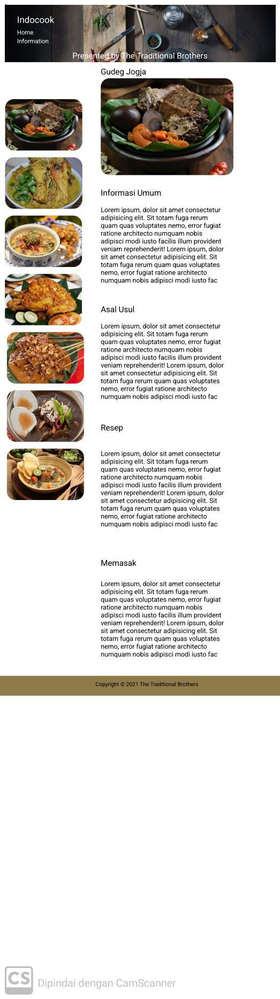 Indocook
Home
Information
Presented by The Traditional Brothers
Gudeg Jogja
Informasi Umum
Lorem ipsum, dolor sit amet consectetur
adipisicing elit. Sit totam fuga rerum
quam quas voluptates nemo, error fugiat
ratione architecto numquam nobis
adipisci modi iusto facilis illum provident
veniam reprehenderit! Lorem ipsum, dolor
sit amet consectetur adipisicing elit. Sit
totam fuga rerum quam quas voluptates
nemo, error fugiat ratione architecto
numquam nobis adipisci modi iusto fac
Asal Usul
Lorem ipsum, dolor sit amet consectetur
adipisicing elit. Sit totam fuga rerum
quam quas voluptates nemo, error fugiat
ratione architecto numquam nobis
adipisci modi iusto facilis illum provident
veniam reprehenderit! Lorem ipsum, dolor
sit amet consectetur adipisicing elit. Sit
totam fuga rerum quam quas voluptates
nemo, error fugiat ratione architecto
numquam nobis adipisci modi iusto fac
Resep
Lorem ipsum, dolor sit amet consectetur
adipisicing elit. Sit totam fuga rerum
quam quas voluptates nemo, error fugiat
ratione architecto numquam nobis
adipisci modi iusto facilis illum provident
veniam reprehenderit! Lorem ipsum, dolor
sit amet consectetur adipisicing elit. Sit
totam fuga rerum quam quas voluptates
nemo, error fugiat ratione architecto
numquam nobis adipisci modi iusto fac
Memasak
Lorem ipsum, dolor sit amet consectetur
adipisicing elit. Sit totam fuga rerum
quam quas voluptates nemo, error fugiat
ratione architecto numquam nobis
adipisci modi iusto facilis illum provident
veniam reprehenderit! Lorem ipsum, dolor
sit amet consectetur adipisicing elit. Sit
totam fuga rerum quam quas voluptates
nemo, error fugiat ratione architecto
numquam nobis adipisci modi iusto fac
Copyright © 2021 The Traditional Brothers
CS Dipindai dengan CamScanner